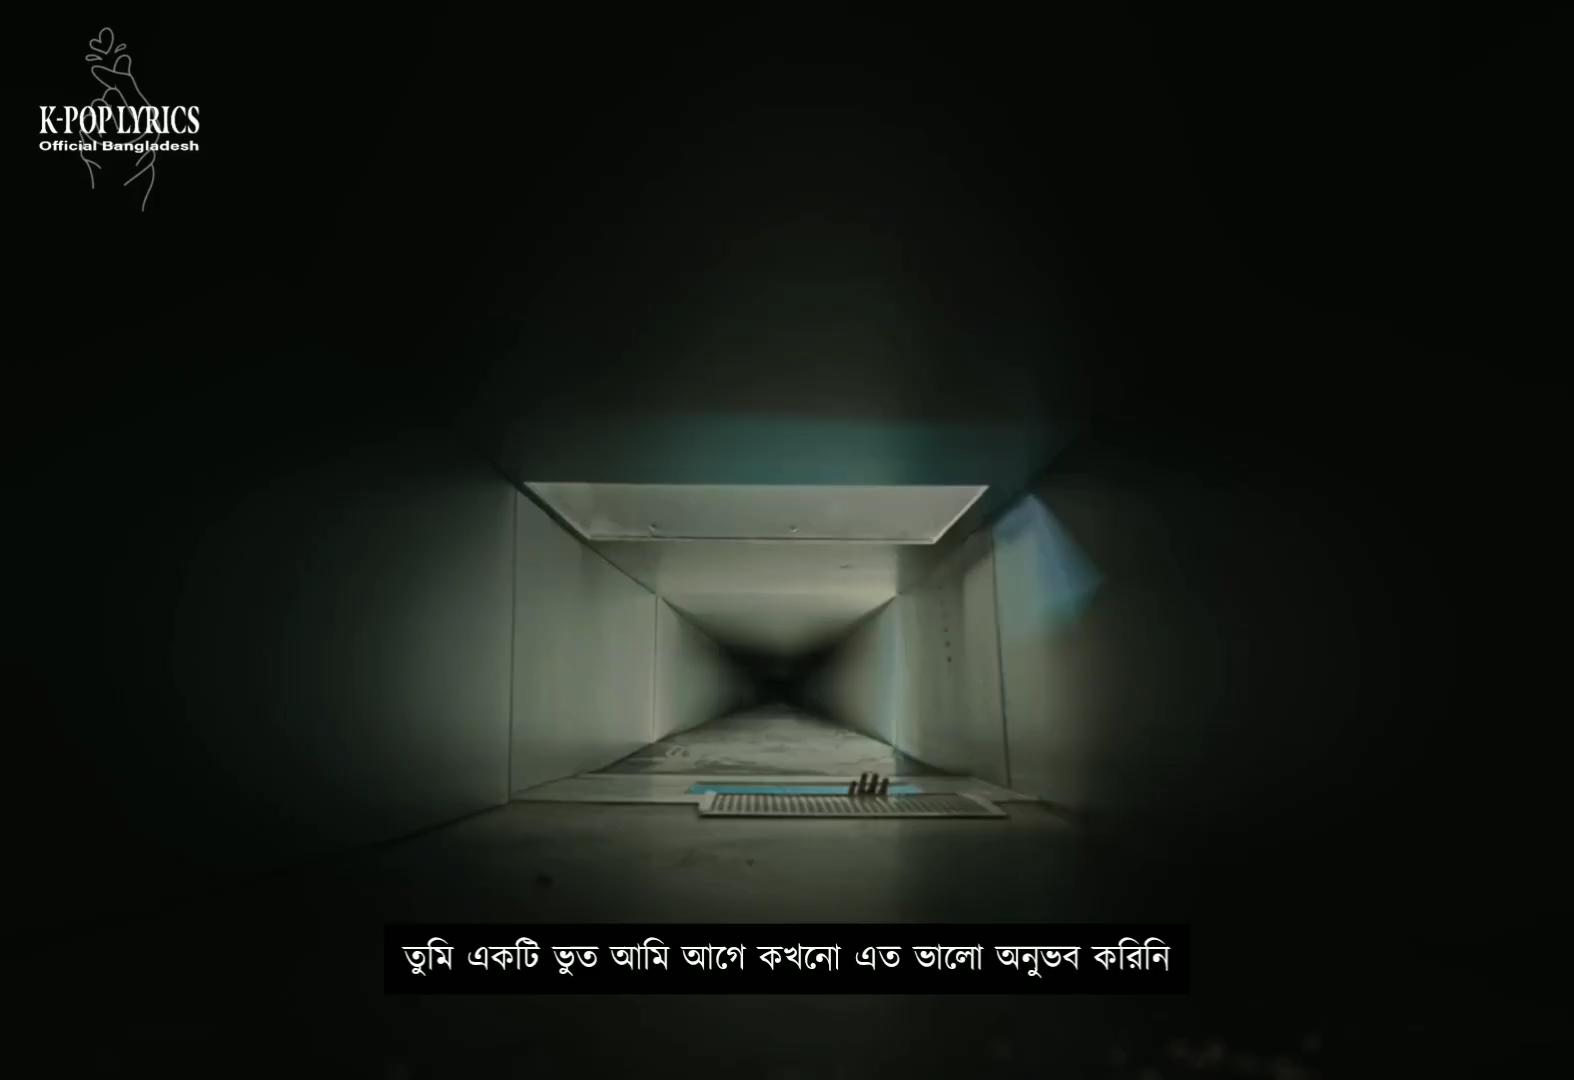 K-POP LYRICS
Official Bangladesh
তুমি একটি ভুত আমি আগে কখনো এত ভালো অনুভব করিনি